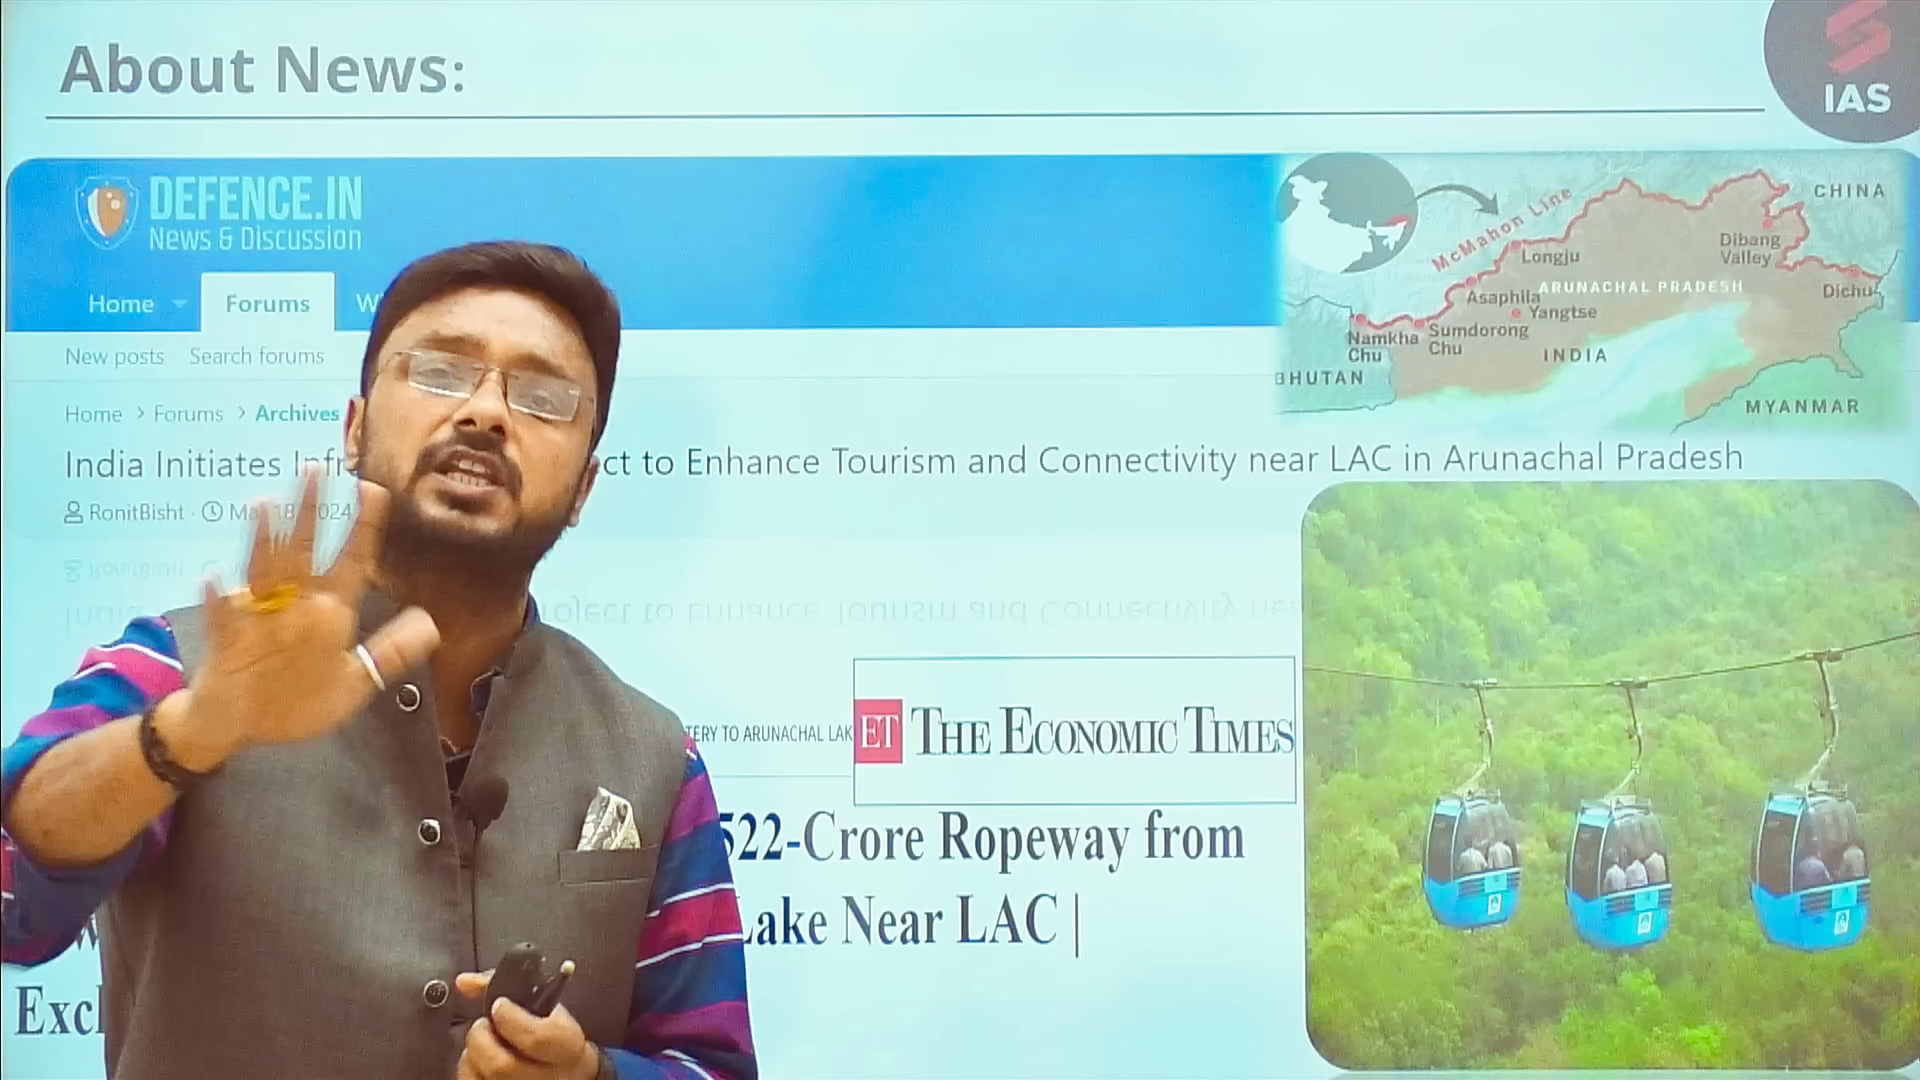 About News:
IAS
DEFENCE.IN
News & Discussion
Home
Forums
New posts Search forums
Home > Forums > Archives
India Initiates ct to Enhance Tourism and Connectivity near LAC in Arunachal Pradesh
RonitBisht
CHINA
McMahon Line
Dibang
Valley
Longju
ARUNACHAL PRADESH
Dichu
Asaphila
Yangtse
Namkha
Chu
Sumdorong
Chu
INDIA
BHUTAN
MYANMAR
TO ARUNACHAL
ET THE ECONOMIC TIMES
522-Crore Ropeway from
Lake Near LAC |